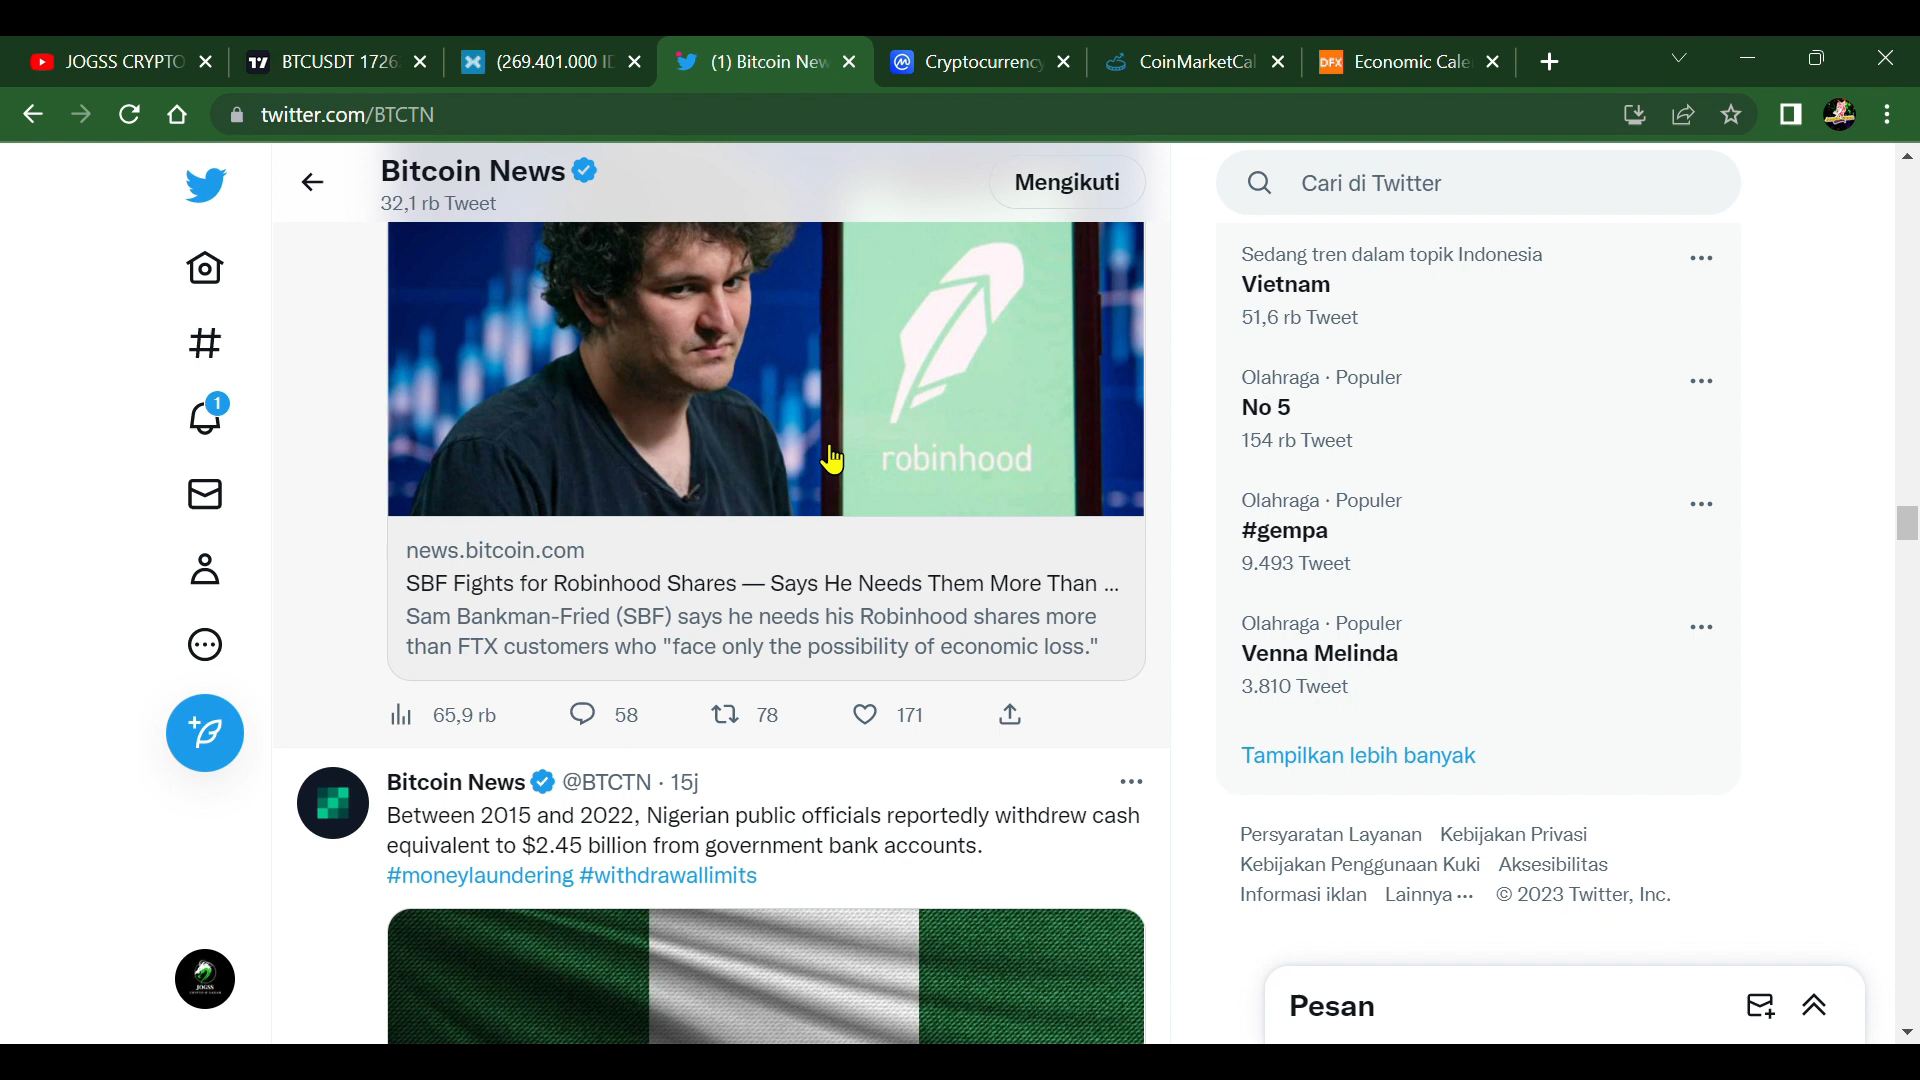 JOGSS CRYPTO
BTCUSDT 1726
(269.401.000 I
(1) Bitcoin New
Cryptocurrency
CoinMarketCal
DFX
Economic Cale
twitter.com/BTCTN
Bitcoin News
32,1 rb Tweet
Mengikuti
Cari di Twitter
robinhood
news.bitcoin.com
SBF Fights for Robinhood Shares — Says He Needs Them More Than ...
Sam Bankman-Fried (SBF) says he needs his Robinhood shares more
than FTX customers who "face only the possibility of economic loss."
65,9 rb
58
78
171
Bitcoin News @BTCTN · 15j
Between 2015 and 2022, Nigerian public officials reportedly withdrew cash
equivalent to $2.45 billion from government bank accounts.
#moneylaundering #withdrawallimits
1
JOGSS
Sedang tren dalam topik Indonesia
Vietnam
51,6 rb Tweet
Olahraga · Populer
No 5
154 rb Tweet
Olahraga · Populer
#gempa
9.493 Tweet
Olahraga · Populer
Venna Melinda
3.810 Tweet
Tampilkan lebih banyak
Persyaratan Layanan Kebijakan Privasi
Kebijakan Penggunaan Kuki Aksesibilitas
Informasi iklan Lainnya ··· © 2023 Twitter, Inc.
Pesan